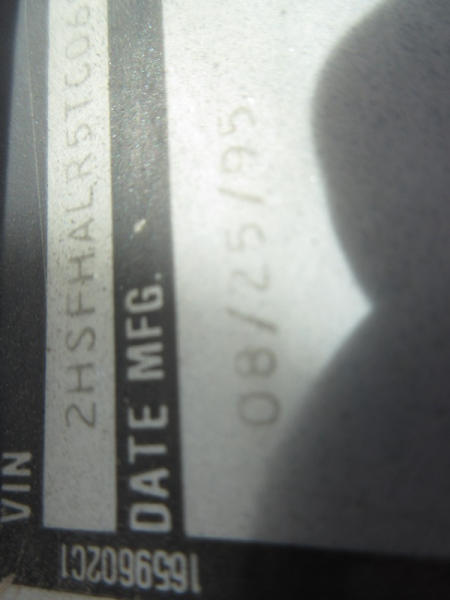 VIN
2HSFHALR5TC06
DATE MFG.
08/25/95
1659602C1